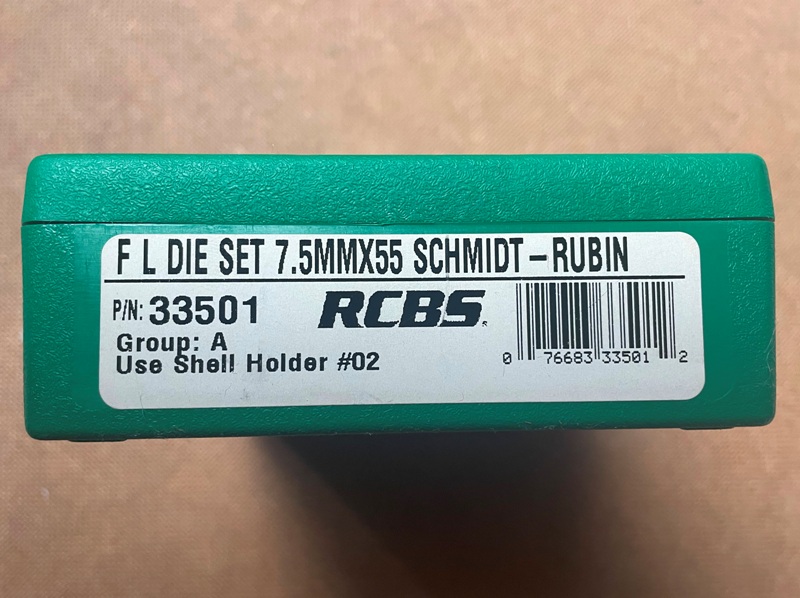 F L DIE SET 7.5MMX55 SCHMIDT-RUBIN
P/N: 33501
RCBS.
Group: A
Use Shell Holder #02
0 76683 33501 2